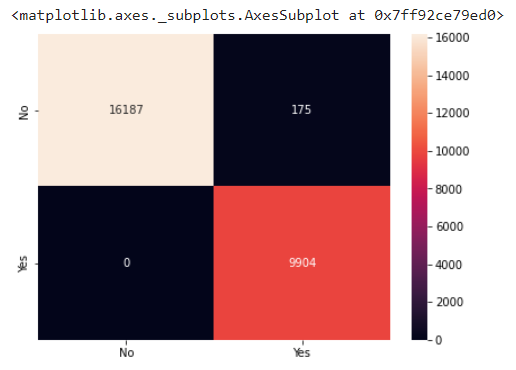 <matplotlib.axes._subplots.AxesSubplot at 0x7ff92ce79ed0>
No
16187
175
Yes
0
9904
No
Yes
16000
14000
12000
10000
8000
6000
4000
2000
0